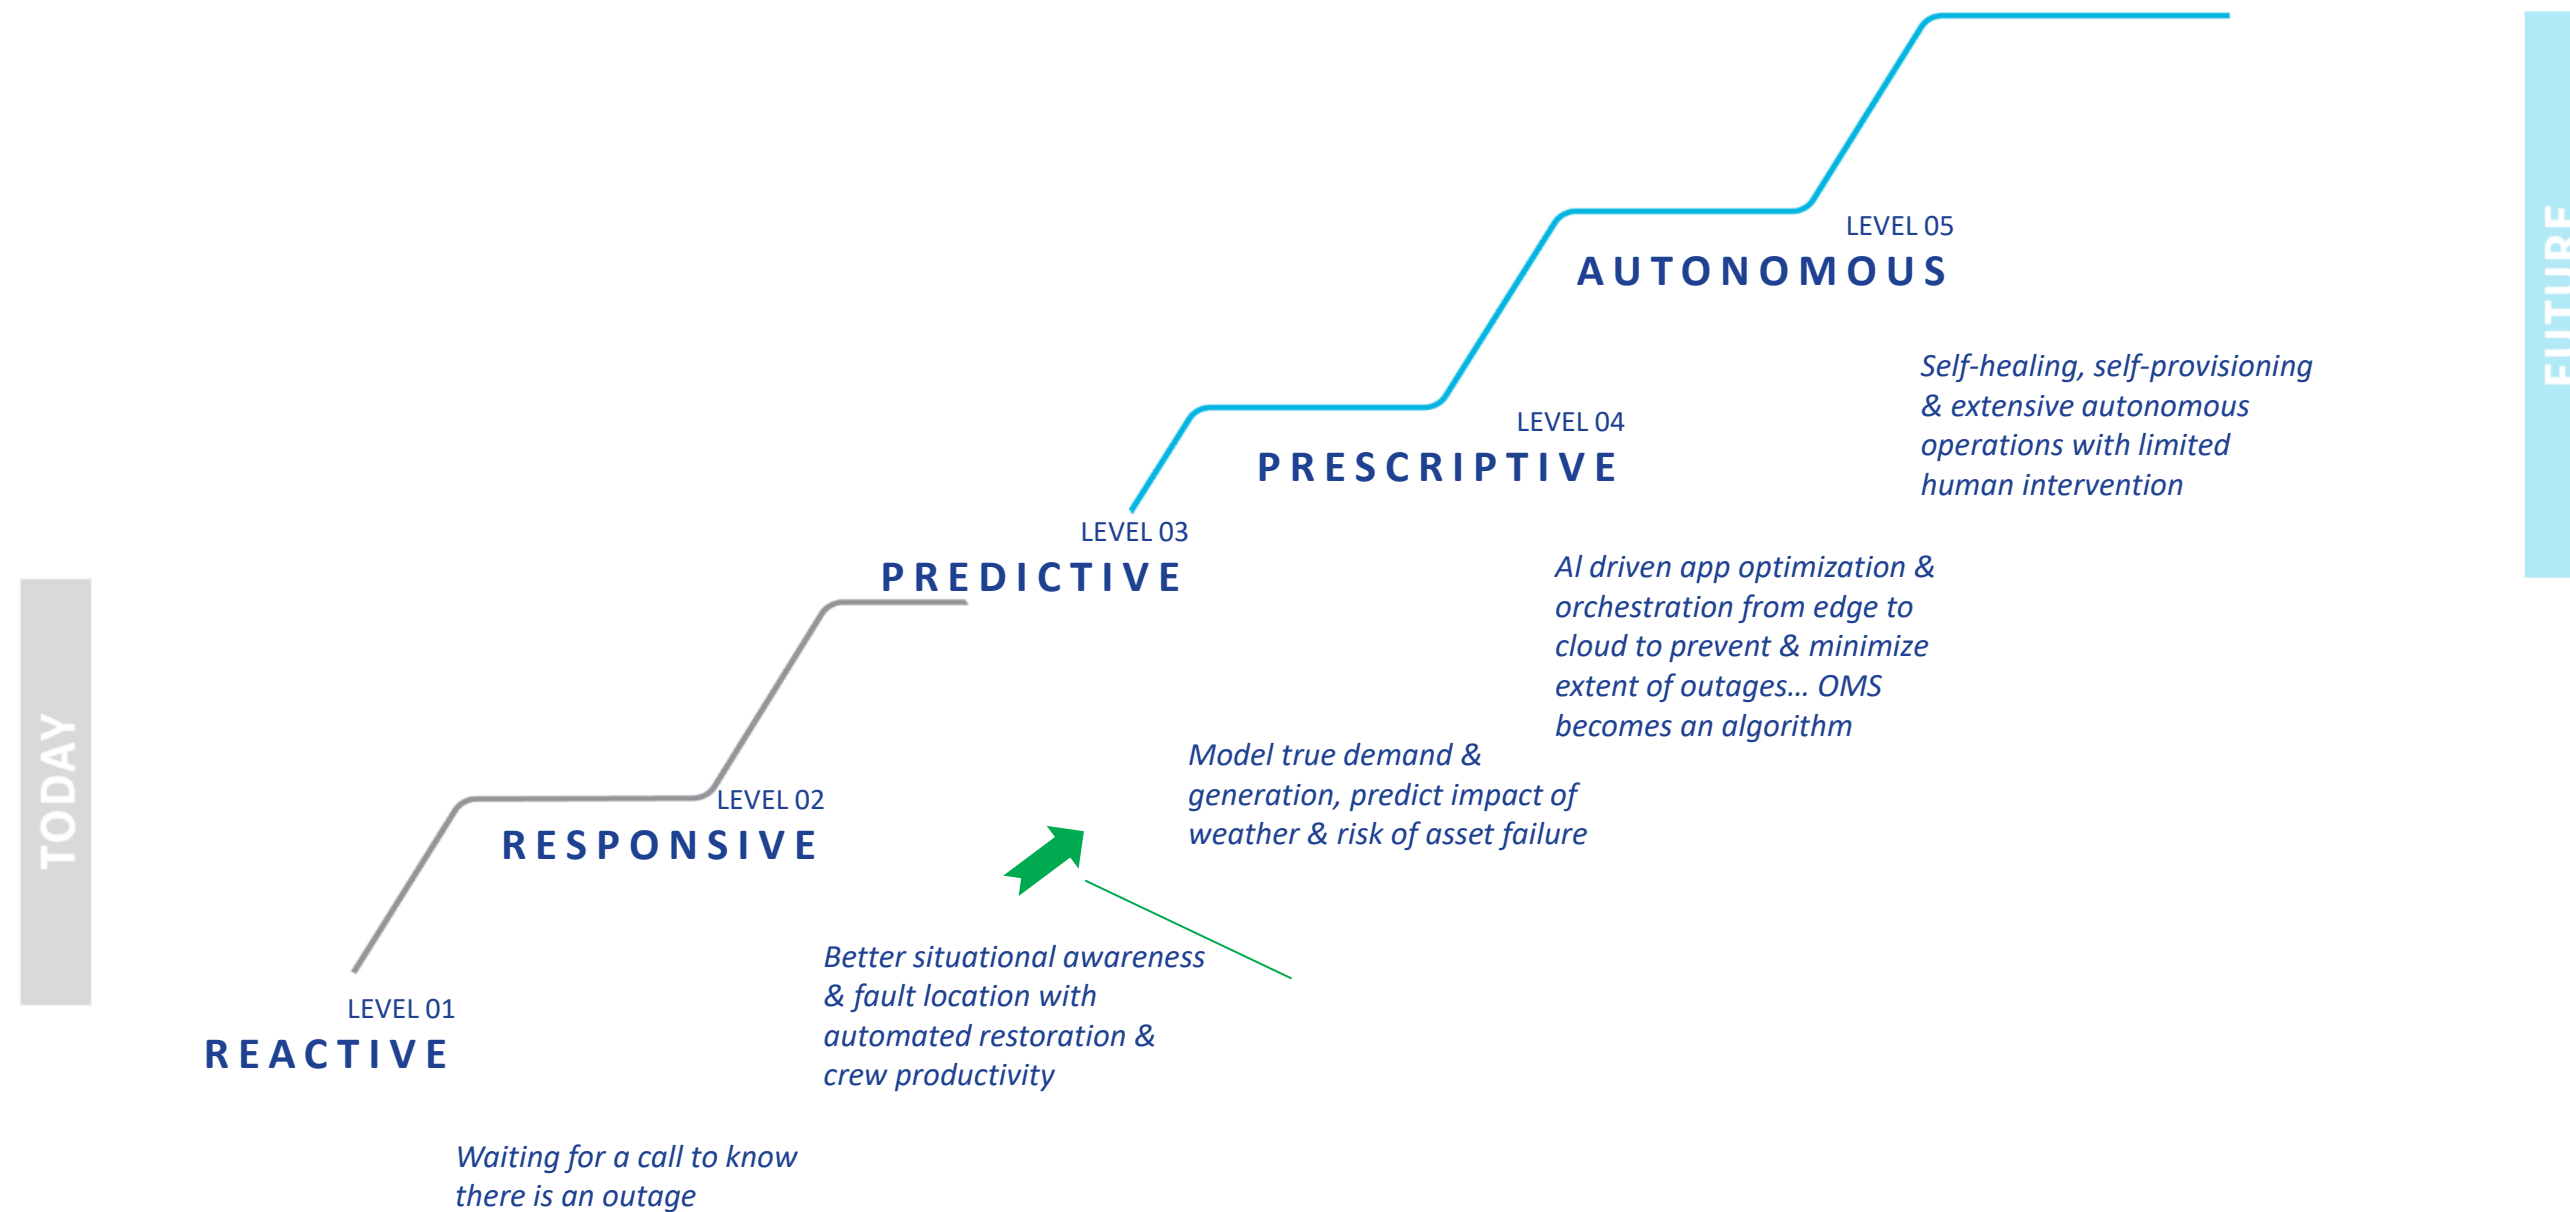 TODAY
LEVEL 01
REACTIVE
Waiting for a call to know
there is an outage
LEVEL 02
RESPONSIVE
Better situational awareness
& fault location with
automated restoration &
crew productivity
LEVEL 03
PREDICTIVE
Model true demand &
generation, predict impact of
weather & risk of asset failure
LEVEL 04
PRESCRIPTIVE
AI driven app optimization &
orchestration from edge to
cloud to prevent & minimize
extent of outages... OMS
becomes an algorithm
LEVEL 05
AUTONOMOUS
Self-healing, self-provisioning
& extensive autonomous
operations with limited
human intervention
FUTURE